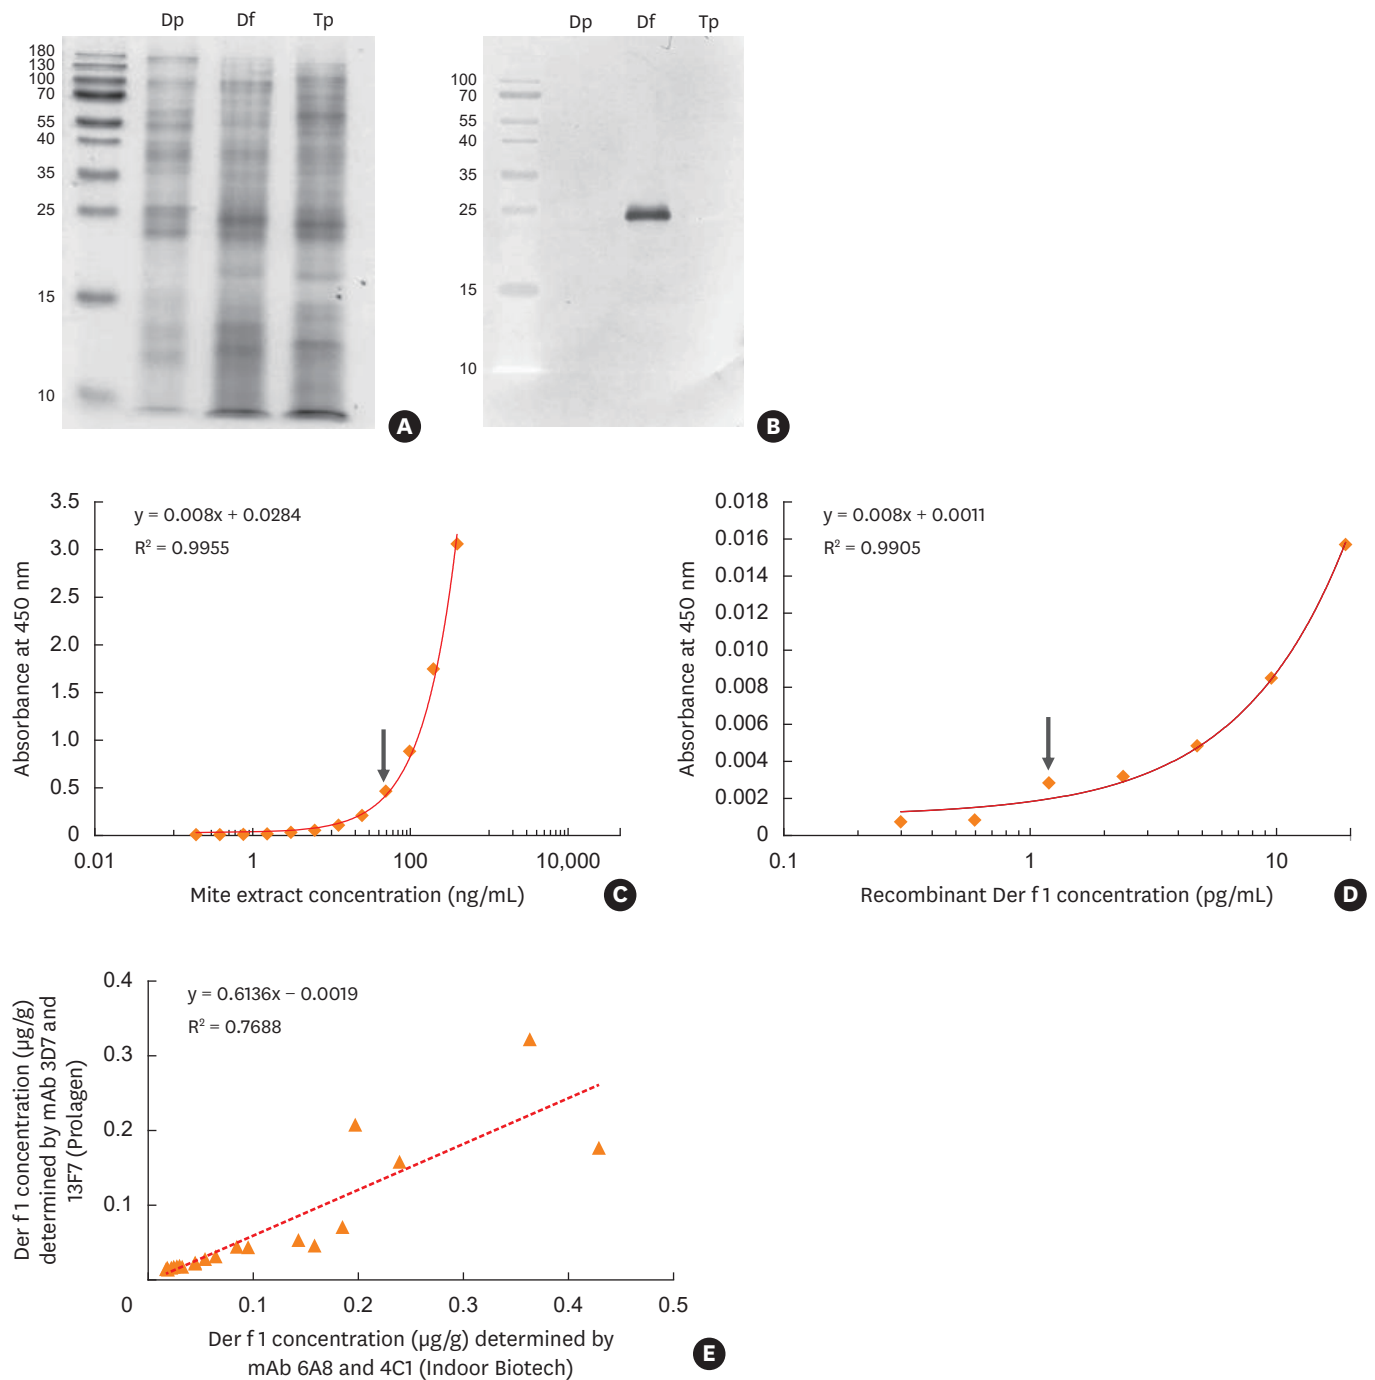 Dp Df Tp
180
130
100
70
55
40
35
25
15
10
A
Dp Df Tp
100
70
55
40
35
25
15
10
B
y = 0.008x + 0.0284
R² = 0.9955
Absorbance at 450 nm
3.5
3.0
2.5
2.0
1.5
1.0
0.5
0
0.01 1 100 10,000
Mite extract concentration (ng/mL)
C
y = 0.008x + 0.0011
R² = 0.9905
Absorbance at 450 nm
0.018
0.016
0.014
0.012
0.010
0.008
0.006
0.004
0.002
0
0.1 1 10
Recombinant Der f 1 concentration (pg/mL)
D
y = 0.6136x − 0.0019
R² = 0.7688
Der f 1 concentration (µg/g)
determined by mAb 3D7 and
13F7 (Prolagen)
0.4
0.3
0.2
0.1
0 0.1 0.2 0.3 0.4 0.5
Der f 1 concentration (µg/g) determined by
mAb 6A8 and 4C1 (Indoor Biotech)
E